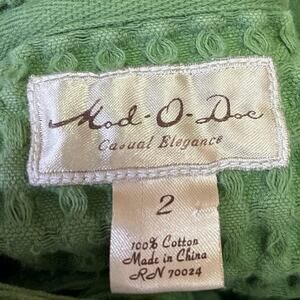 Mod-O-Doc
Casual Elegance
2
100% Cotton
Made in China
RN 70024